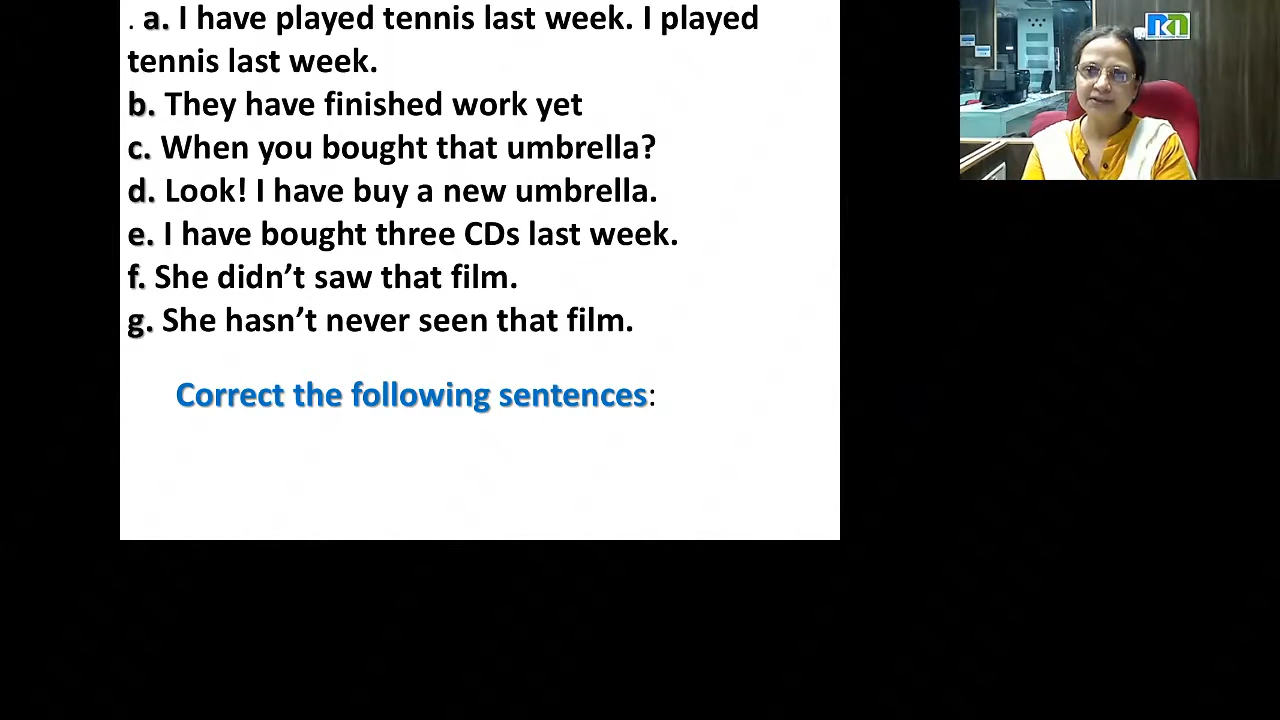 . a. I have played tennis last week. I played
tennis last week.
b. They have finished work yet
c. When you bought that umbrella?
d. Look! I have buy a new umbrella.
e. I have bought three CDs last week.
f. She didn’t saw that film.
g. She hasn’t never seen that film.
Correct the following sentences: